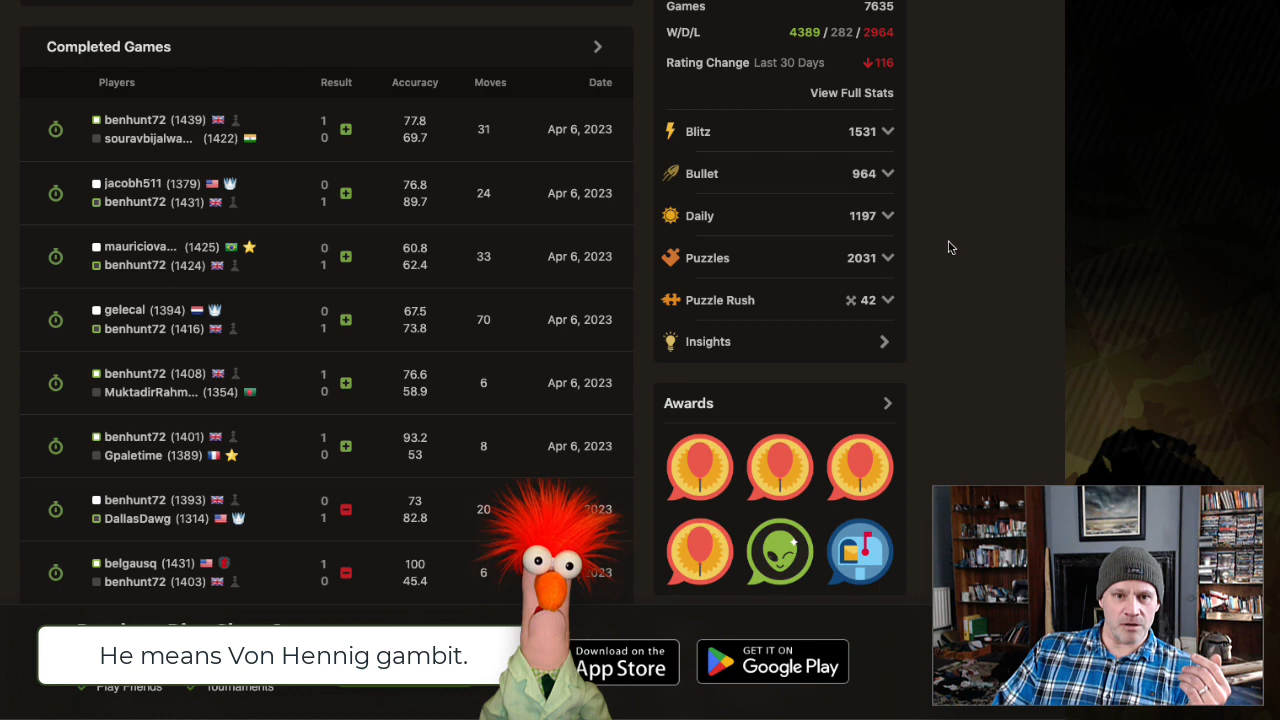 Games 7635
W/D/L 4389 / 282 / 2964
Rating Change Last 30 Days 116
View Full Stats
Completed Games
Players Result Accuracy Moves Date
benhunt72 (1439) 1 77.8
souravbijalwa... (1422) 0 69.7
31 Apr 6, 2023
jacobh511 (1379) 0 76.8
benhunt72 (1431) 1 89.7
24 Apr 6, 2023
mauriciova... (1425) 0 60.8
benhunt72 (1424) 1 62.4
33 Apr 6, 2023
gelecal (1394) 0 67.5
benhunt72 (1416) 1 73.8
70 Apr 6, 2023
benhunt72 (1408) 1 76.6
MuktadirRahm... (1354) 0 58.9
6 Apr 6, 2023
benhunt72 (1401) 1 93.2
Gpaletime (1389) 0 53
8 Apr 6, 2023
benhunt72 (1393) 0 73
DallasDawg (1314) 1 82.8
20 2023
belgausq (1431) 1 100
benhunt72 (1403) 0 45.4
6 2023
Blitz 1531
Bullet 964
Daily 1197
Puzzles 2031
Puzzle Rush 42
Insights
Awards
He means Von Hennig gambit.
Play Friends Tournaments
Download on the
App Store
GET IT ON
Google Play